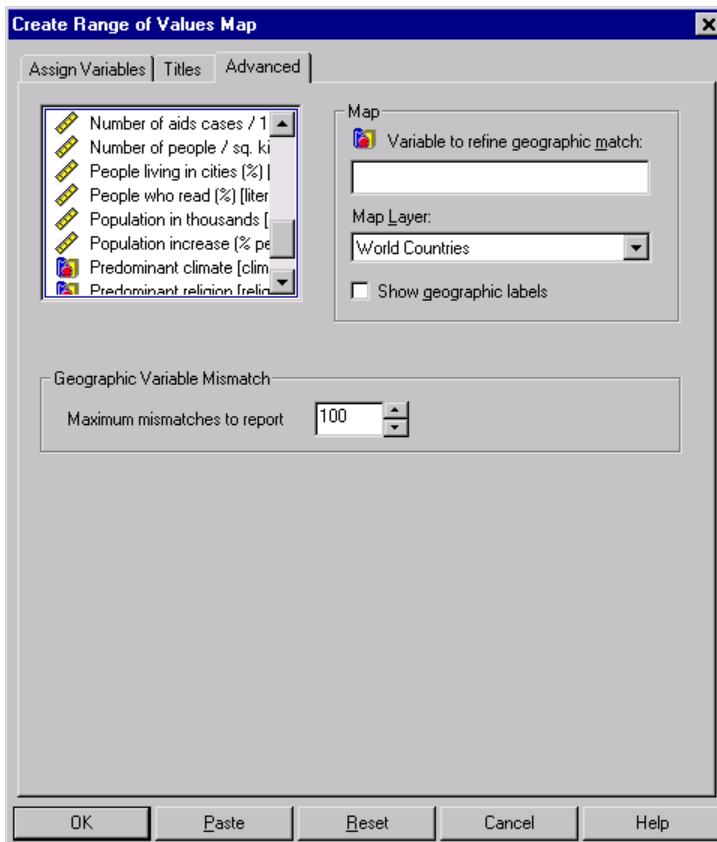 Create Range of Values Map
Assign Variables Titles Advanced
Number of aids cases / 1
Number of people / sq. ki
People living in cities (%) [
People who read (%) [liter
Population in thousands [
Population increase (% pe
Predominant climate [clim
Predominant religion [relig
Map
Variable to refine geographic match:
Map Layer:
World Countries
Show geographic labels
Geographic Variable Mismatch
Maximum mismatches to report 100
OK Paste Reset Cancel Help